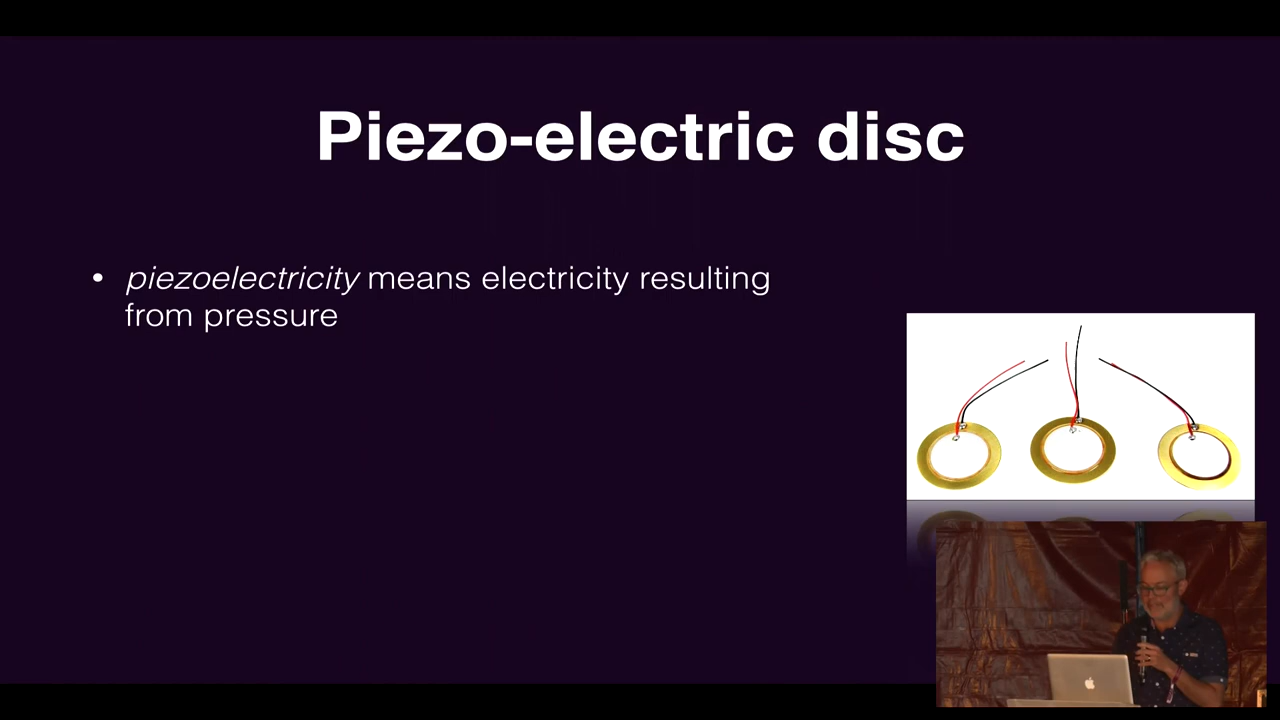 Piezo-electric disc
• piezoelectricity means electricity resulting
from pressure